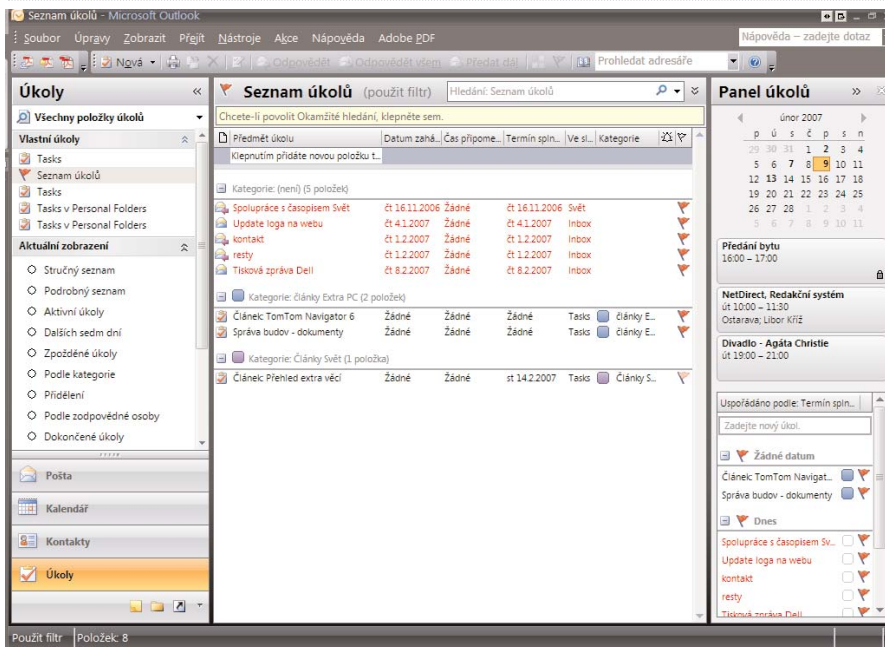 Seznam úkolů - Microsoft Outlook
Soubor Úpravy Zobrazit Přejít Nástroje Akce Nápověda Adobe PDF
Nápověda – zadejte dotaz
Nový Odpovědět Odpovědět všem Předat dál Prohledat adresáře
Úkoly «
Všechny položky úkolů
Vlastní úkoly
Tasks
Seznam úkolů
Tasks
Tasks v Personal Folders
Tasks v Personal Folders
Aktuální zobrazení
Stručný seznam
Podrobný seznam
Aktivní úkoly
Dalších sedm dní
Zpožděné úkoly
Podle kategorie
Přidělení
Podle zodpovědné osoby
Dokončené úkoly
Pošta
Kalendář
Kontakty
Úkoly
Seznam úkolů (použit filtr) Hledání: Seznam úkolů
Chcete-li povolit Okamžité hledání, klepněte sem.
Předmět úkolu Datum zahá... Čas připome... Termín spln... Ve sl... Kategorie
Klepnutím přidáte novou položku t...
Kategorie: (není) (5 položek)
Spolupráce s časopisem Svět čt 16.11.2006 Žádné čt 16.11.2006 Svět
Update loga na webu čt 4.1.2007 Žádné čt 4.1.2007 Inbox
kontakt čt 1.2.2007 Žádné čt 1.2.2007 Inbox
resty čt 1.2.2007 Žádné čt 1.2.2007 Inbox
Tisková zpráva Dell čt 8.2.2007 Žádné čt 8.2.2007 Inbox
Kategorie: články Extra PC (2 položek)
Článek: TomTom Navigator 6 Žádné Žádné Žádné Tasks články E...
Správa budov - dokumenty Žádné Žádné Žádné Tasks články E...
Kategorie: Články Svět (1 položka)
Článek: Přehled extra věcí Žádné Žádné st 14.2.2007 Tasks Články S...
Panel úkolů »
únor 2007
p ú s č p s n
29 30 31 1 2 3 4
5 6 7 8 9 10 11
12 13 14 15 16 17 18
19 20 21 22 23 24 25
26 27 28 1 2 3 4
5 6 7 8 9 10 11
Předání bytu
16:00 – 17:00
NetDirect, Redakční systém
út 10:00 – 11:30
Ostarava; Libor Kříž
Divadlo - Agáta Christie
út 19:00 – 21:00
Uspořádáno podle: Termín spln...
Zadejte nový úkol.
Žádné datum
Článek: TomTom Navigat...
Správa budov - dokumenty
Dnes
Spolupráce s časopisem Sv...
Update loga na webu
kontakt
resty
Tisková zpráva Dell
Použit filtr Položek: 8